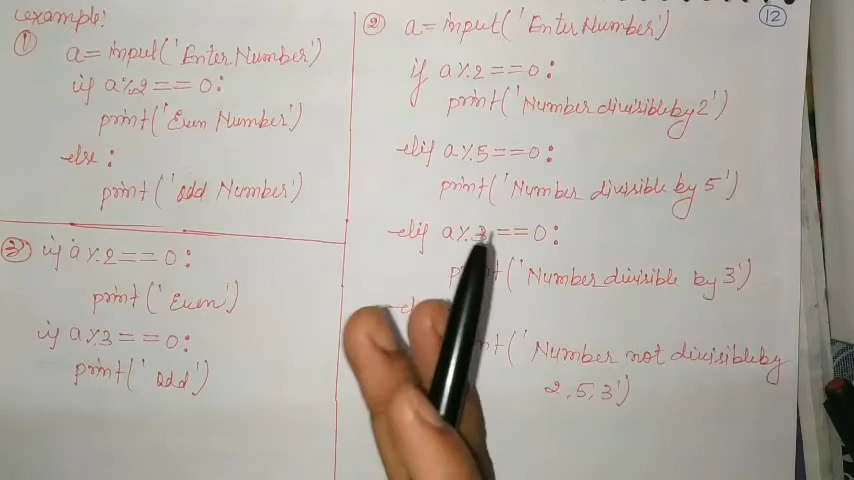 example:
①
a=input('Enter Number')
if a%2==0:
print('Even Number')
else:
print('odd Number')
③ if a%2==0:
print('Even')
if a%3==0:
print('odd')
② a=input('Enter Number')
if a%2==0:
print('Number divisible by 2')
elif a%5==0:
print('Number divisible by 5')
elif a%3==0:
print('Number divisible by 3')
('Number not divisible by
2,5,3')
12